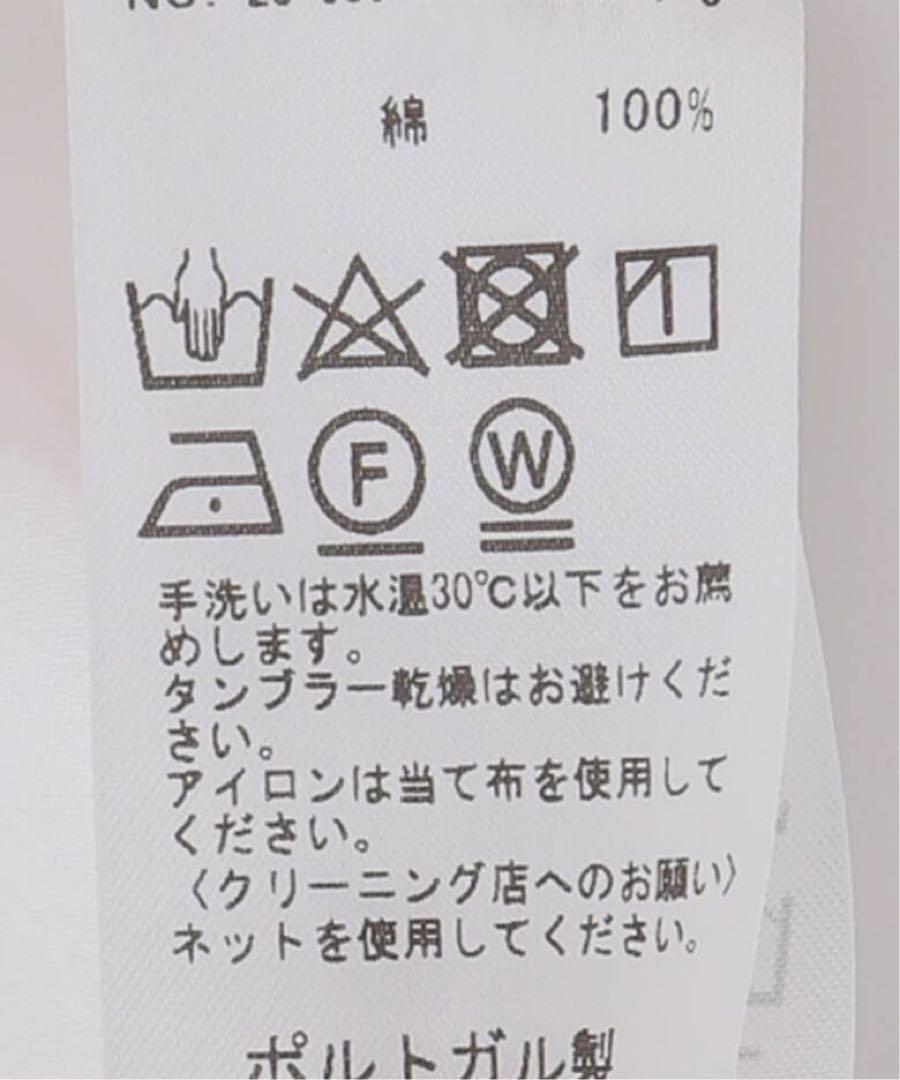 綿 100%
F W
手洗いは水温30℃以下をお薦
めします。
タンブラー乾燥はお避けくだ
さい。
アイロンは当て布を使用して
ください。
〈クリーニング店へのお願い〉
ネットを使用してください。
ポルトガル製